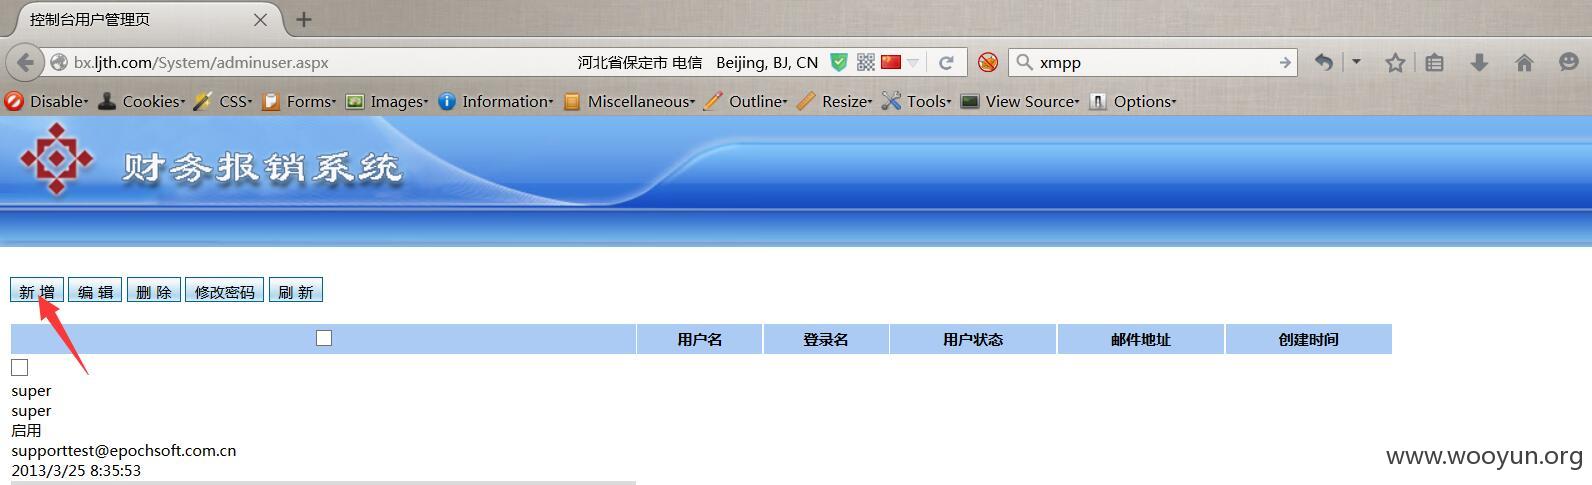 控制台用户管理页
bx.ljth.com/System/adminuser.aspx 河北省保定市 电信 Beijing, BJ, CN xmpp
Disable Cookies CSS Forms Images Information Miscellaneous Outline Resize Tools View Source Options
财务报销系统
新 增 编 辑 删 除 修改密码 刷 新
用户名 登录名 用户状态 邮件地址 创建时间
super
super
启用
supporttest@epochsoft.com.cn
2013/3/25 8:35:53
www.wooyun.org